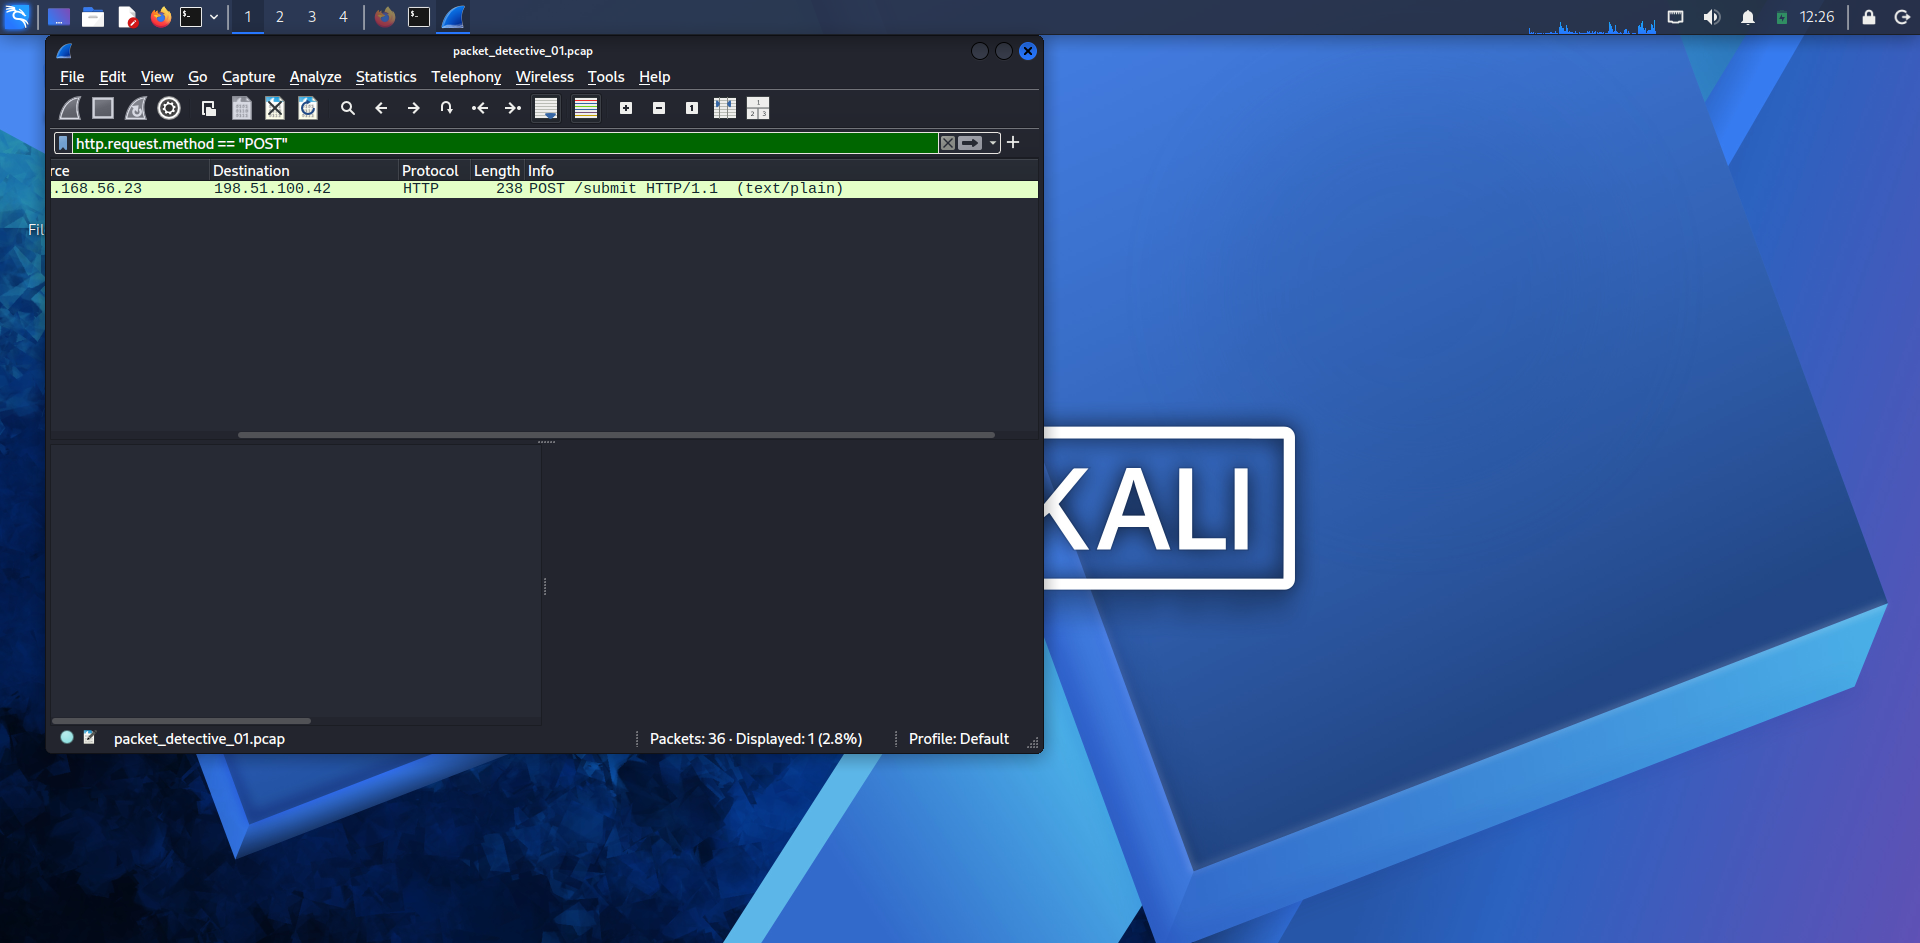 1 2 3 4 12:26
packet_detective_01.pcap
File Edit View Go Capture Analyze Statistics Telephony Wireless Tools Help
http.request.method == "POST"
rce Destination Protocol Length Info
.168.56.23 198.51.100.42 HTTP 238 POST /submit HTTP/1.1 (text/plain)
Fil
KALI
packet_detective_01.pcap Packets: 36 · Displayed: 1 (2.8%) Profile: Default